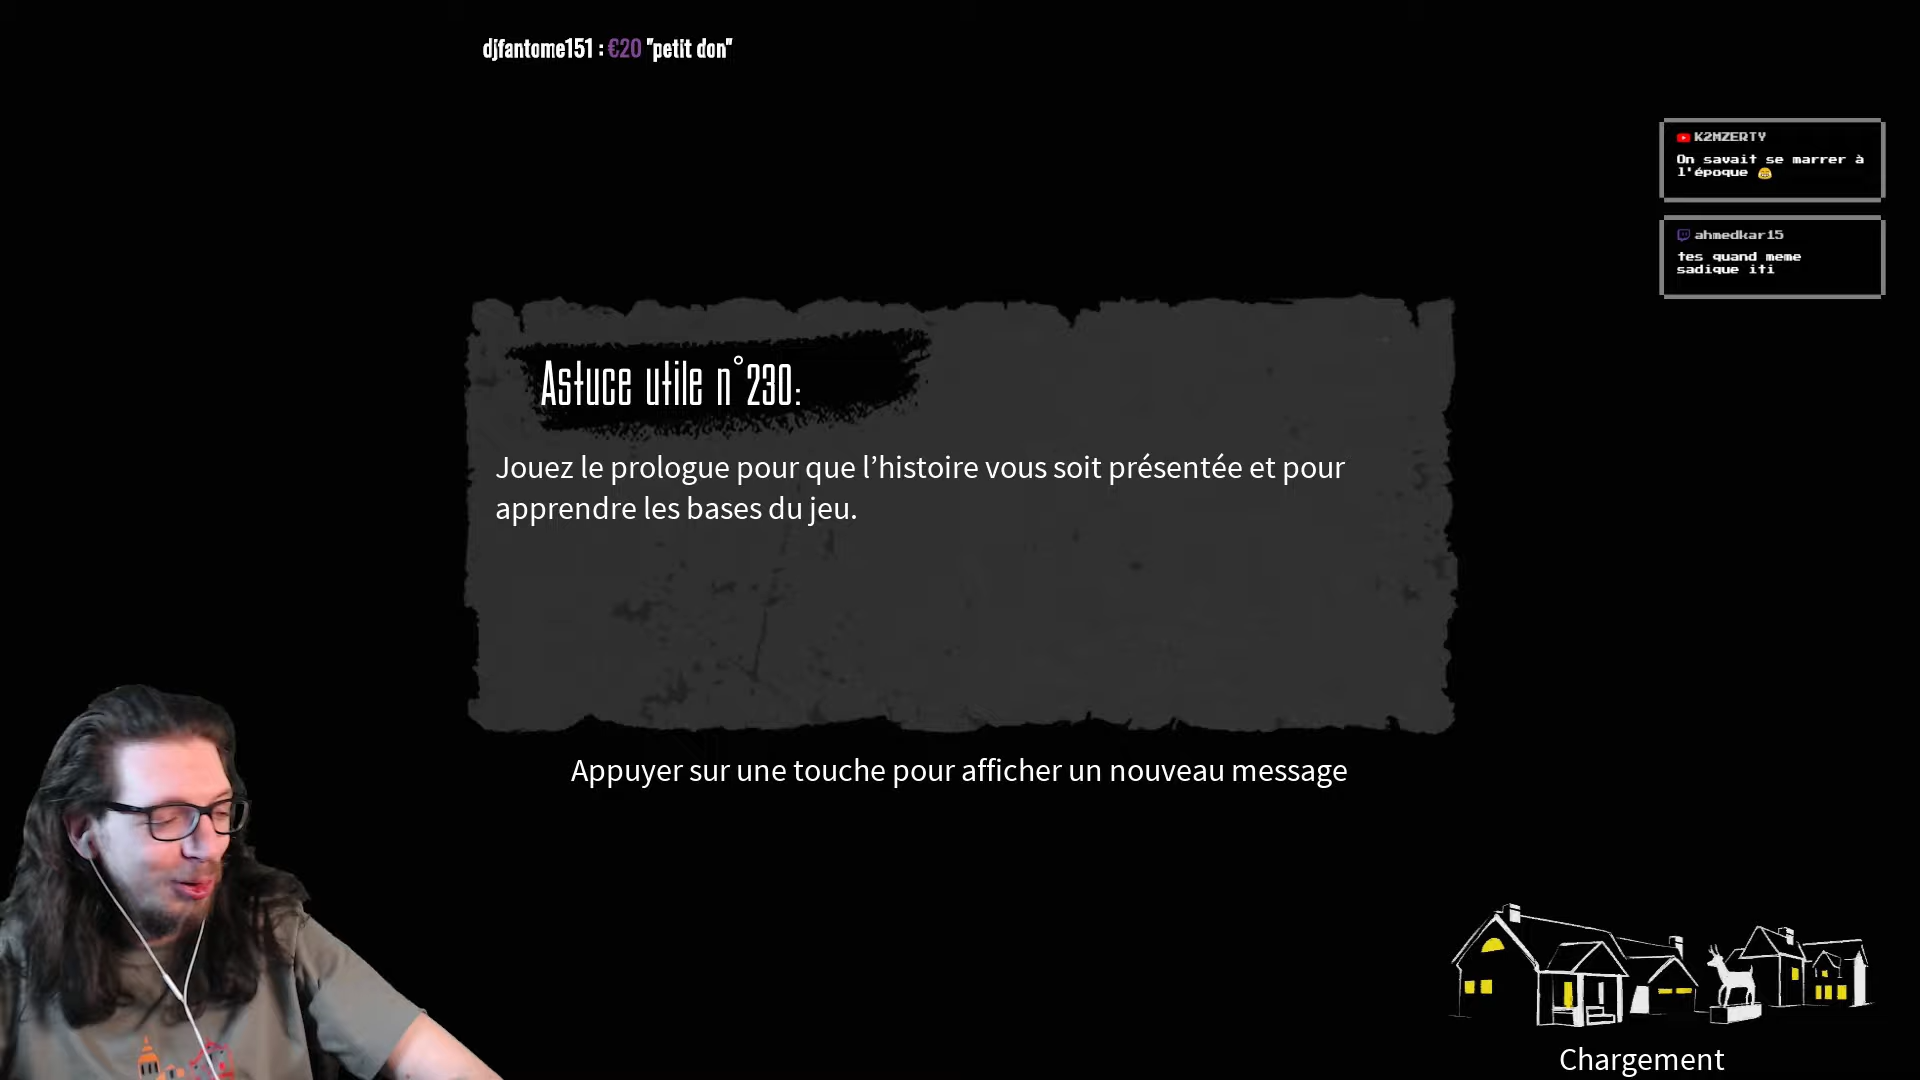 djfantome151 : €20 "petit don"
K2MZERTY
On savait se marrer à
l'époque
ahmedkar15
tes quand meme
sadique iti
Astuce utile n°230:
Jouez le prologue pour que l’histoire vous soit présentée et pour
apprendre les bases du jeu.
Appuyer sur une touche pour afficher un nouveau message
Chargement